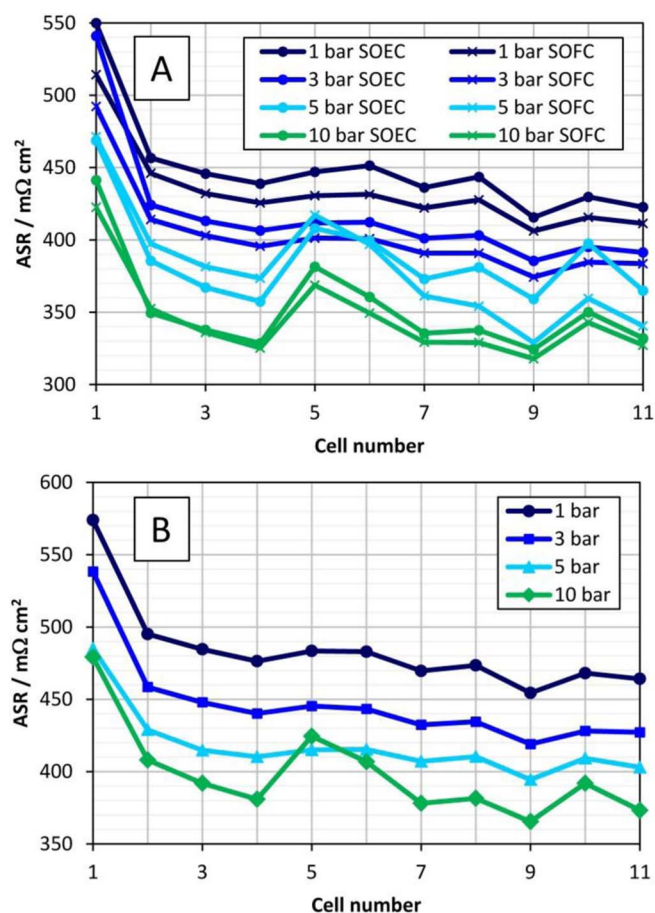 550
500
450
400
350
300
ASR / mΩ cm²
A
1 bar SOEC 1 bar SOFC
3 bar SOEC 3 bar SOFC
5 bar SOEC 5 bar SOFC
10 bar SOEC 10 bar SOFC
1 3 5 7 9 11
Cell number
600
550
500
450
400
350
ASR / mΩ cm²
B
1 bar
3 bar
5 bar
10 bar
1 3 5 7 9 11
Cell number